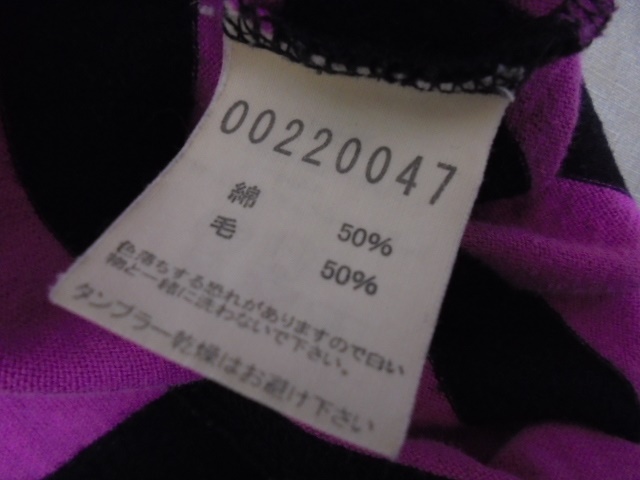 00220047
綿 50%
毛 50%
色落ちする恐れがありますので白い
物と一緒に洗わないで下さい。
タンブラー乾燥はお避け下さい